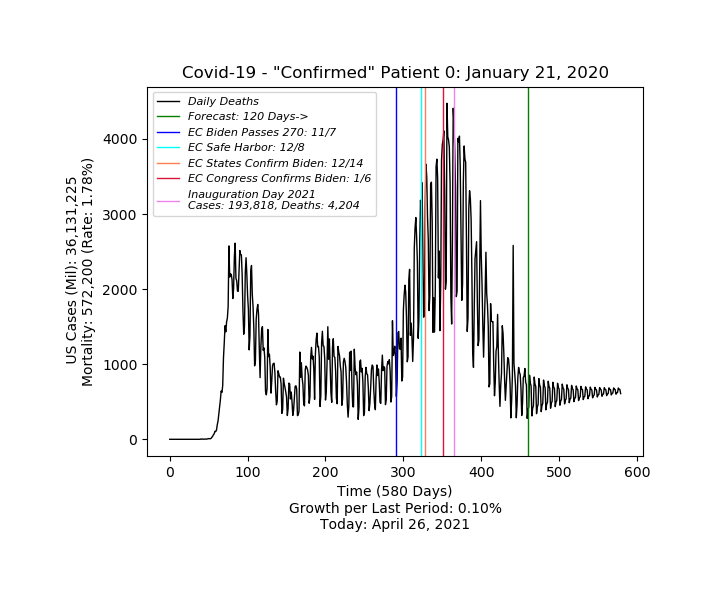 Covid-19 - "Confirmed" Patient 0: January 21, 2020
Daily Deaths
Forecast: 120 Days->
EC Biden Passes 270: 11/7
EC Safe Harbor: 12/8
EC States Confirm Biden: 12/14
EC Congress Confirms Biden: 1/6
Inauguration Day 2021
Cases: 193,818, Deaths: 4,204
US Cases (Mil): 36,131,225
Mortality: 572,200 (Rate: 1.78%)
4000
3000
2000
1000
0
0 100 200 300 400 500 600
Time (580 Days)
Growth per Last Period: 0.10%
Today: April 26, 2021